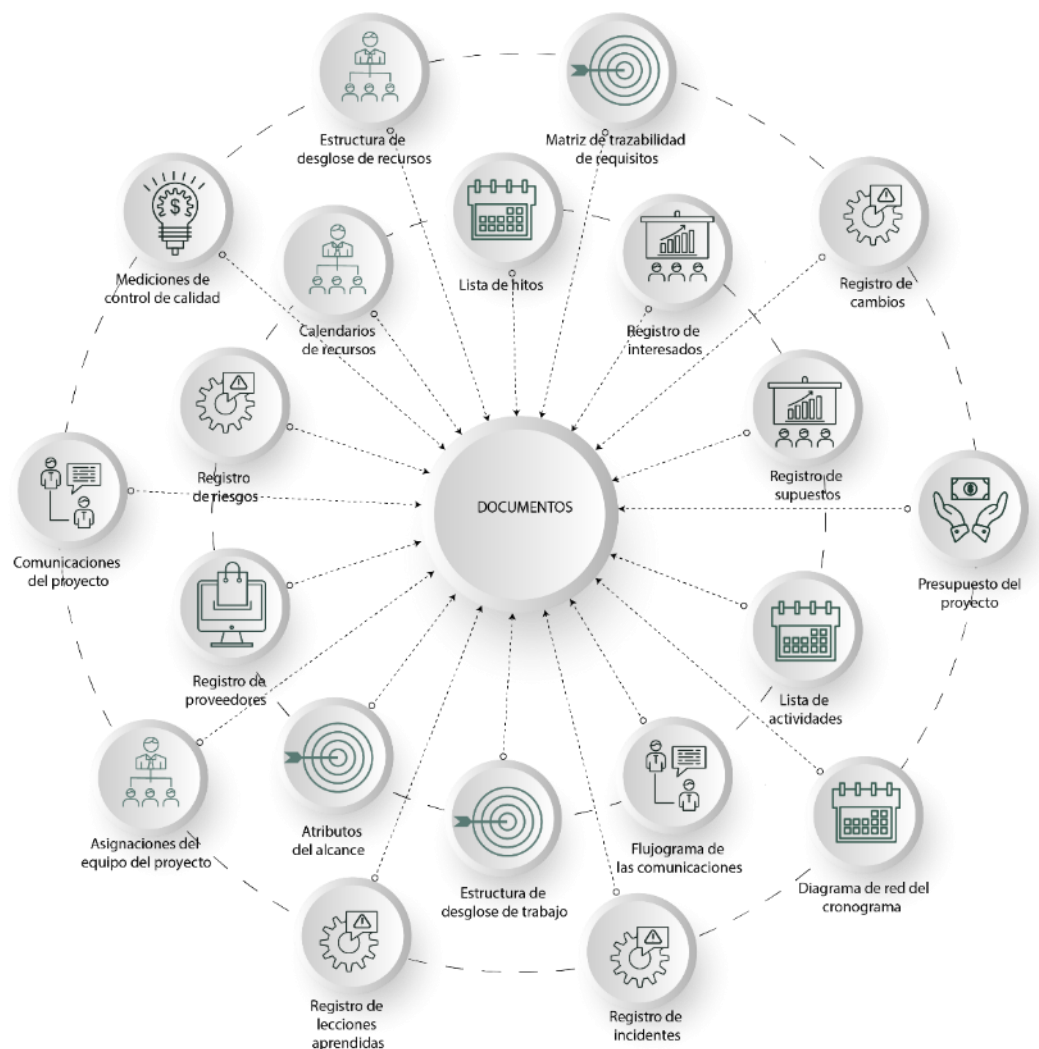 Estructura de
desglose de recursos
Matriz de trazabilidad
de requisitos
Mediciones de
control de calidad
Calendarios
de recursos
Lista de hitos
Registro de
interesados
Registro de
cambios
Registro
de riesgos
DOCUMENTOS
Registro de
supuestos
Comunicaciones
del proyecto
Presupuesto del
proyecto
Registro de
proveedores
Lista de
actividades
Asignaciones del
equipo del proyecto
Atributos
del alcance
Estructura de
desglose de trabajo
Flujograma de
las comunicaciones
Diagrama de red del
cronograma
Registro de
lecciones
aprendidas
Registro de
incidentes